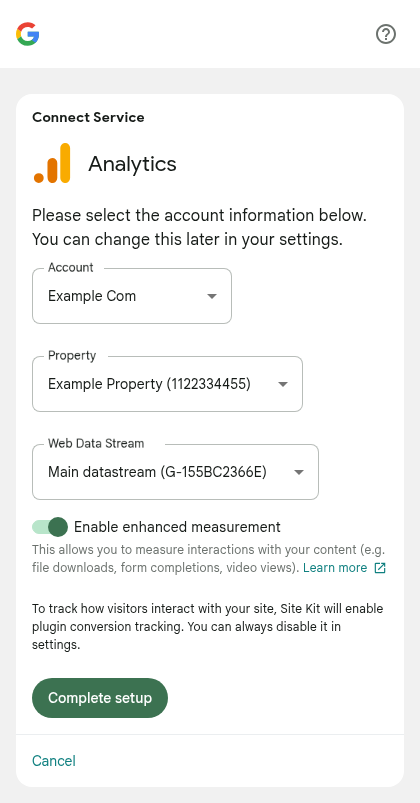 Connect Service
Analytics
Please select the account information below.
You can change this later in your settings.
Account
Example Com
Property
Example Property (1122334455)
Web Data Stream
Main datastream (G-155BC2366E)
Enable enhanced measurement
This allows you to measure interactions with your content (e.g.
file downloads, form completions, video views). Learn more
To track how visitors interact with your site, Site Kit will enable
plugin conversion tracking. You can always disable it in
settings.
Complete setup
Cancel